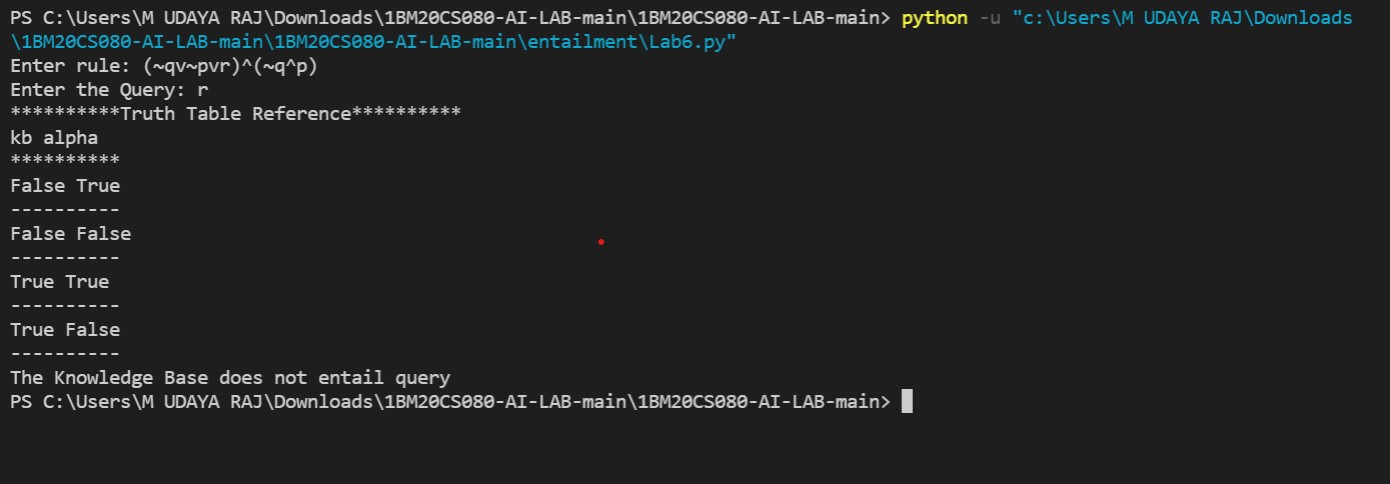 PS C:\Users\M UDAYA RAJ\Downloads\1BM20CS080-AI-LAB-main\1BM20CS080-AI-LAB-main> python -u "c:\Users\M UDAYA RAJ\Downloads
\1BM20CS080-AI-LAB-main\1BM20CS080-AI-LAB-main\entailment\Lab6.py"
Enter rule: (~qv~pvr)^(~q^p)
Enter the Query: r
**********Truth Table Reference**********
kb alpha
**********
False True
----------
False False
----------
True True
----------
True False
----------
The Knowledge Base does not entail query
PS C:\Users\M UDAYA RAJ\Downloads\1BM20CS080-AI-LAB-main\1BM20CS080-AI-LAB-main>